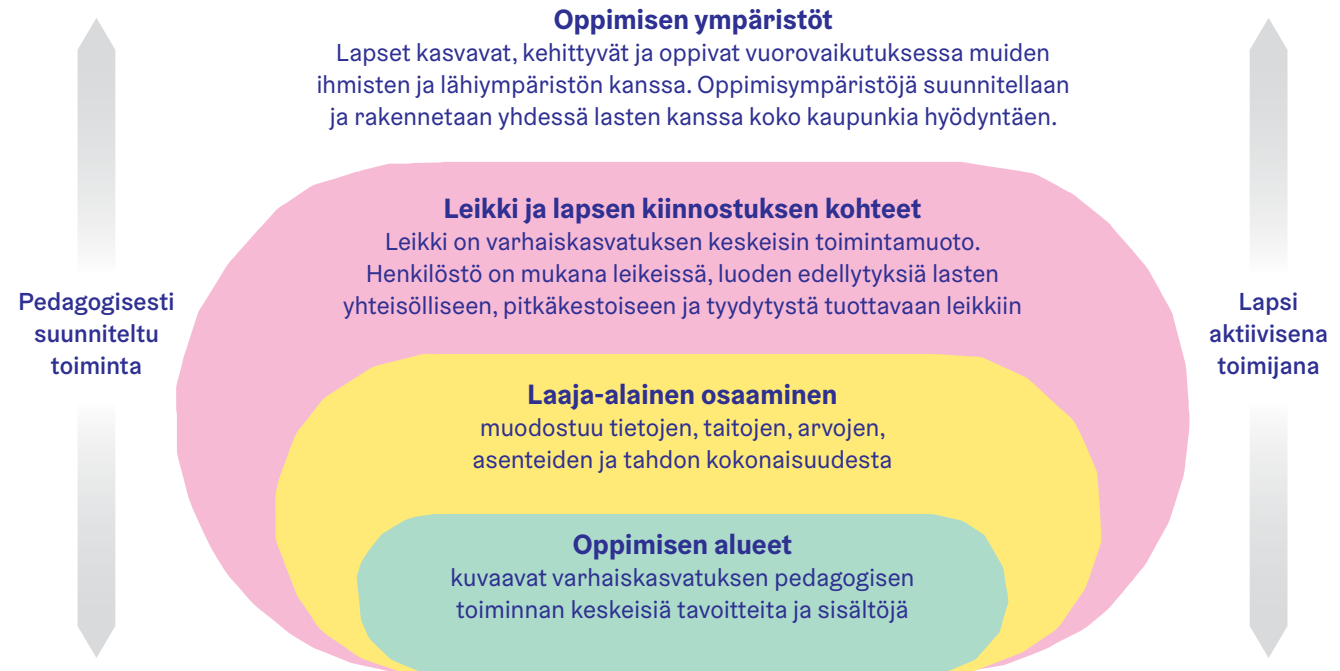 Oppimisen ympäristöt
Lapset kasvavat, kehittyvät ja oppivat vuorovaikutuksessa muiden
ihmisten ja lähiympäristön kanssa. Oppimisympäristöjä suunnitellaan
ja rakennetaan yhdessä lasten kanssa koko kaupunkia hyödyntäen.
Leikki ja lapsen kiinnostuksen kohteet
Leikki on varhaiskasvatuksen keskeisin toimintamuoto.
Henkilöstö on mukana leikeissä, luoden edellytyksiä lasten
yhteisölliseen, pitkäkestoiseen ja tyydytystä tuottavaan leikkiin
Pedagogisesti
suunniteltu
toiminta
Lapsi
aktiivisena
toimijana
Laaja-alainen osaaminen
muodostuu tietojen, taitojen, arvojen,
asenteiden ja tahdon kokonaisuudesta
Oppimisen alueet
kuvaavat varhaiskasvatuksen pedagogisen
toiminnan keskeisiä tavoitteita ja sisältöjä